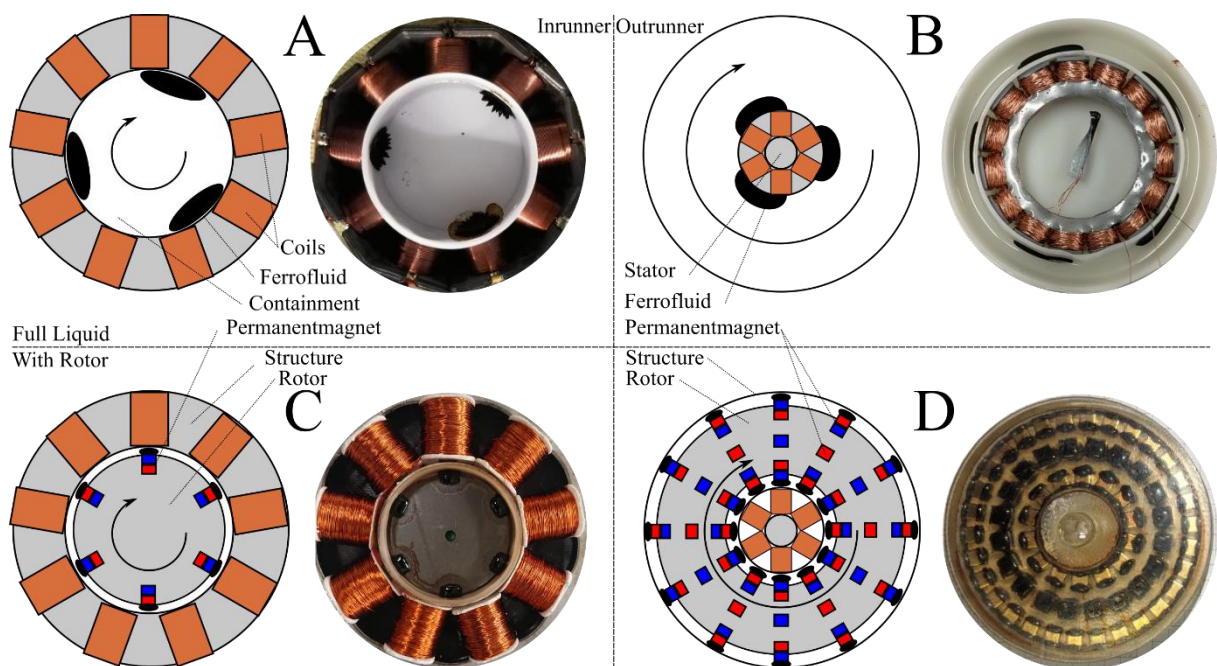 A
Inrunner Outrunner
B
Coils
Ferrofluid
Containment
Permanentmagnet
Stator
Ferrofluid
Permanentmagnet
Full Liquid
With Rotor
Structure
Rotor
C
Structure
Rotor
D